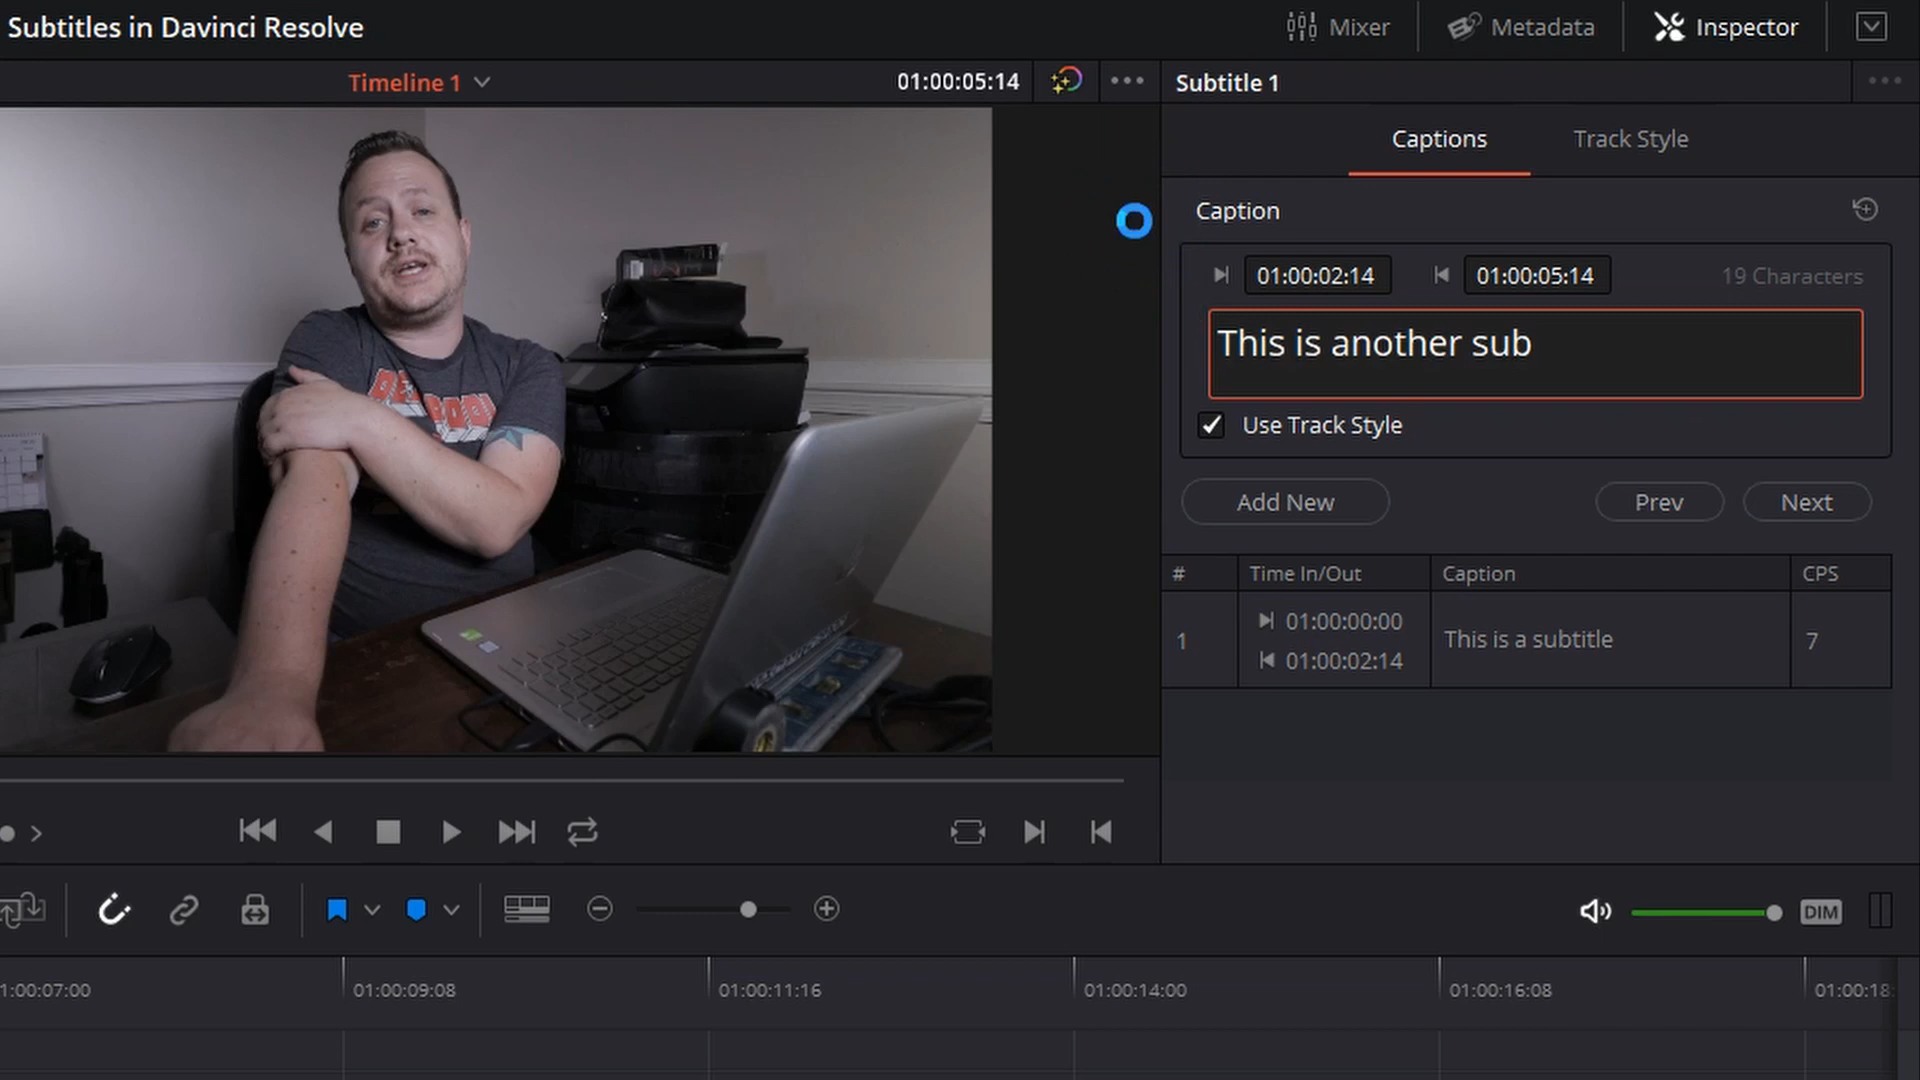 Subtitles in Davinci Resolve
Mixer
Metadata
Inspector
Timeline 1
01:00:05:14
Subtitle 1
Captions
Track Style
Caption
01:00:02:14
01:00:05:14
19 Characters
This is another sub
Use Track Style
Add New
Prev
Next
# Time In/Out Caption CPS
1 01:00:00:00 This is a subtitle 7
01:00:02:14
DIM
1:00:07:00
01:00:09:08
01:00:11:16
01:00:14:00
01:00:16:08
01:00:18: